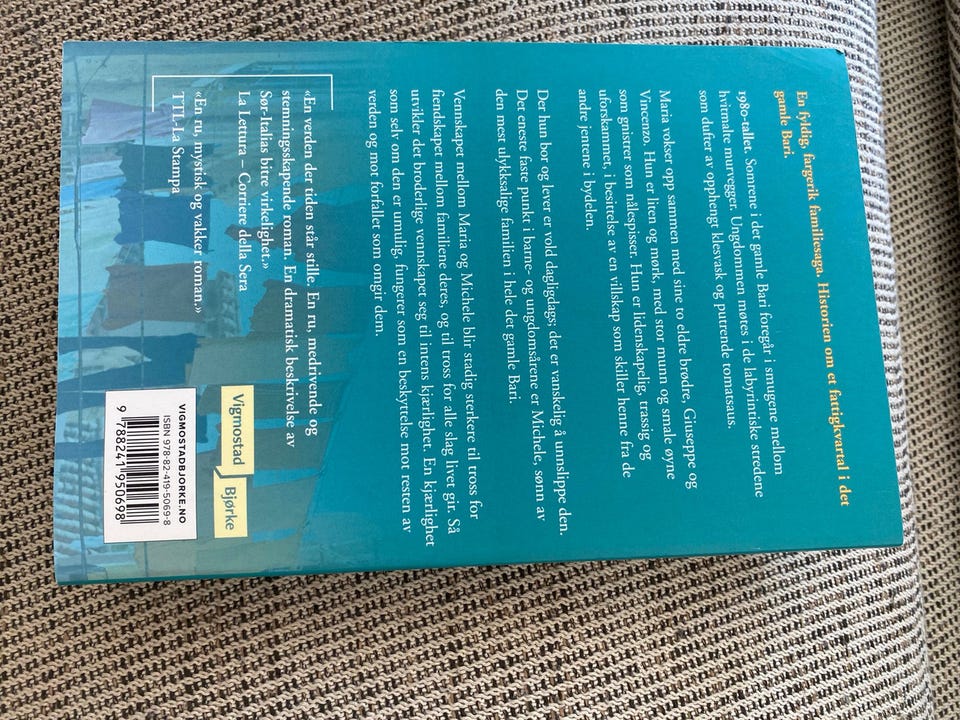 En fyldig, fargerik familiesaga. Historien om et fattigkvartal i det
gamle Bari.
1980-tallet. Somrene i det gamle Bari foregår i smugene mellom
hvitmalte murvegger. Ungdommen møtes i de labyrintiske stredene
som dufter av opphengt klesvask og putrende tomatsaus.
Maria vokser opp sammen med sine to eldre brødre, Giuseppe og
Vincenzo. Hun er liten og mørk, med stor munn og smale øyne
som gnistrer som nålespisser. Hun er lidenskapelig, trassig og
uforskammet, i besittelse av en villskap som skiller henne fra de
andre jentene i bydelen.
Der hun bor og lever er vold dagligdags; det er vanskelig å unnslippe den.
Det eneste faste punkt i barne- og ungdomsårene er Michele, sønn av
den mest ulykksalige familien i hele det gamle Bari.
Vennskapet mellom Maria og Michele blir stadig sterkere til tross for
fiendskapet mellom familiene deres, og til tross for alle slag livet gir. Så
utvikler det broderlige vennskapet seg til intens kjærlighet. En kjærlighet
som selv om den er umulig, fungerer som en beskyttelse mot resten av
verden og mot forfallet som omgir dem.
«En verden der tiden står stille. En ru, medrivende og
stemningsskapende roman. En dramatisk beskrivelse av
Sør-Italias bitre virkelighet.»
La Lettura – Corriere della Sera
«En ru, mystisk og vakker roman.»
TTL-La Stampa
Vigmostad
Bjørke
VIGMOSTADBJORKE.NO
ISBN 978-82-419-5069-8
9 788241 950698